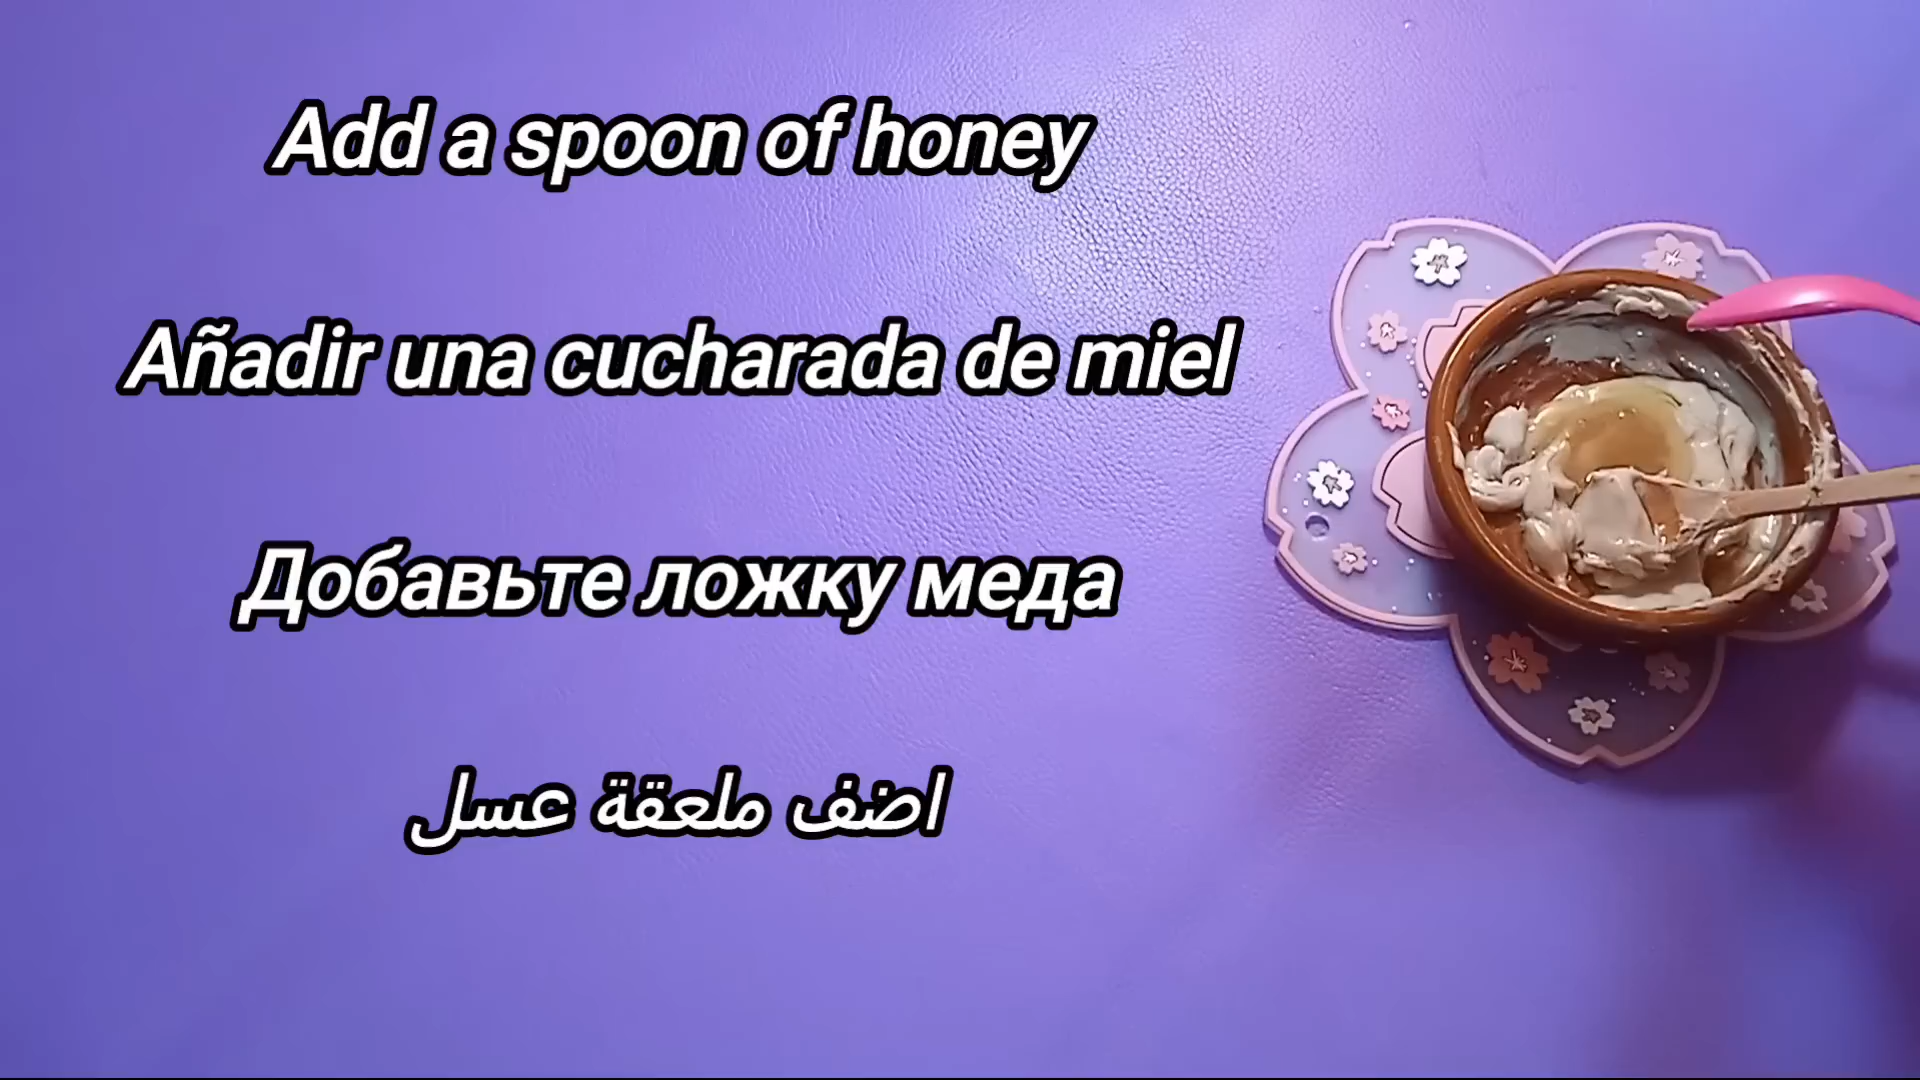 Add a spoon of honey
Añadir una cucharada de miel
Добавьте ложку меда
اضف ملعقة عسل